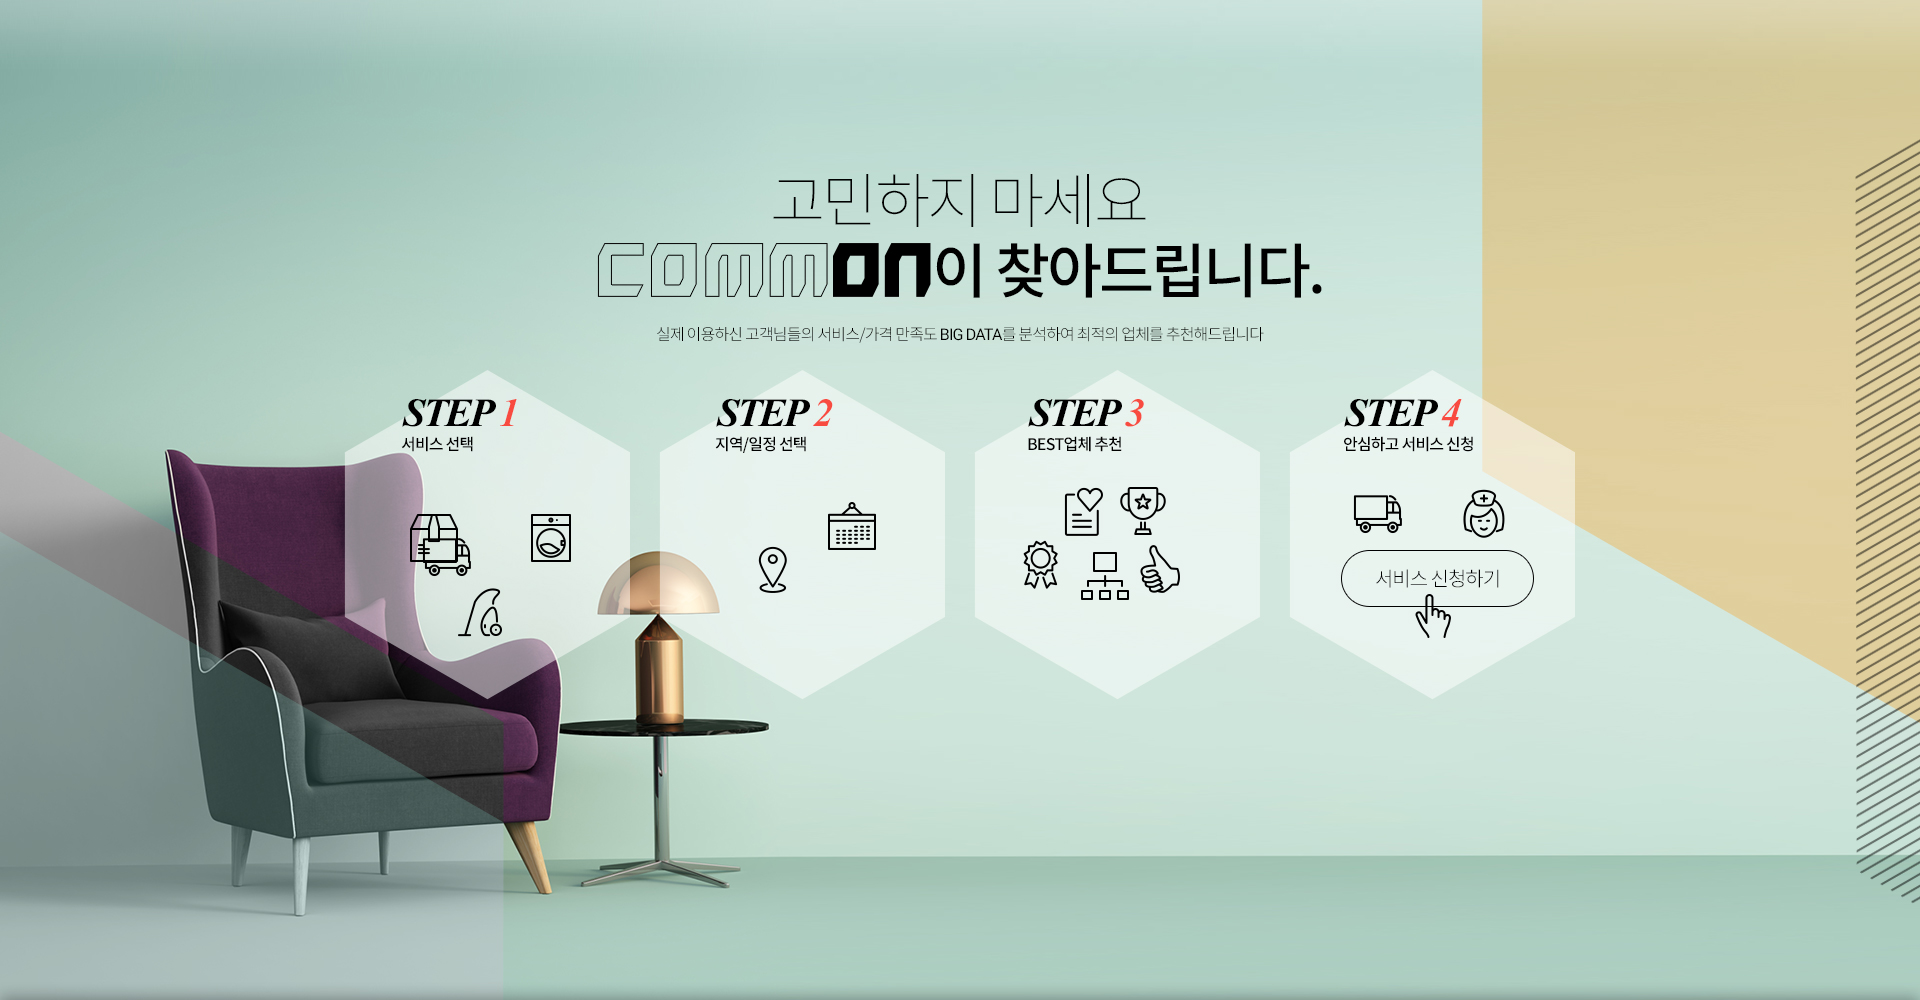 고민하지 마세요
COMMON이 찾아드립니다.
실제 이용하신 고객님들의 서비스/가격 만족도 BIG DATA를 분석하여 최적의 업체를 추천해드립니다
STEP 1
서비스 선택
STEP 2
지역/일정 선택
STEP 3
BEST업체 추천
STEP 4
안심하고 서비스 신청
서비스 신청하기